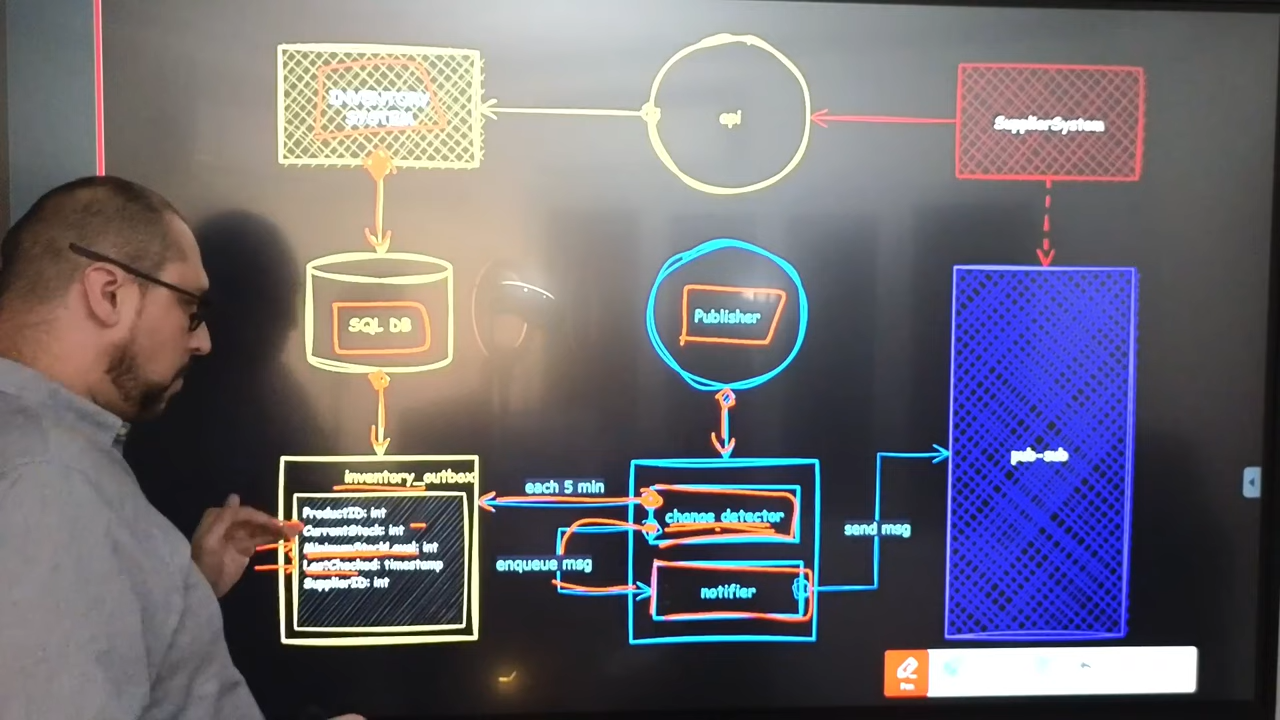 INVENTORY
SYSTEM
api
SupplierSystem
SQL DB
Publisher
pub-sub
inventory_outbox
ProductID: int
CurrentStock: int
MinimumStockLevel: int
LastChecked: timestamp
SupplierID: int
each 5 min
change detector
enqueue msg
notifier
send msg
Pen